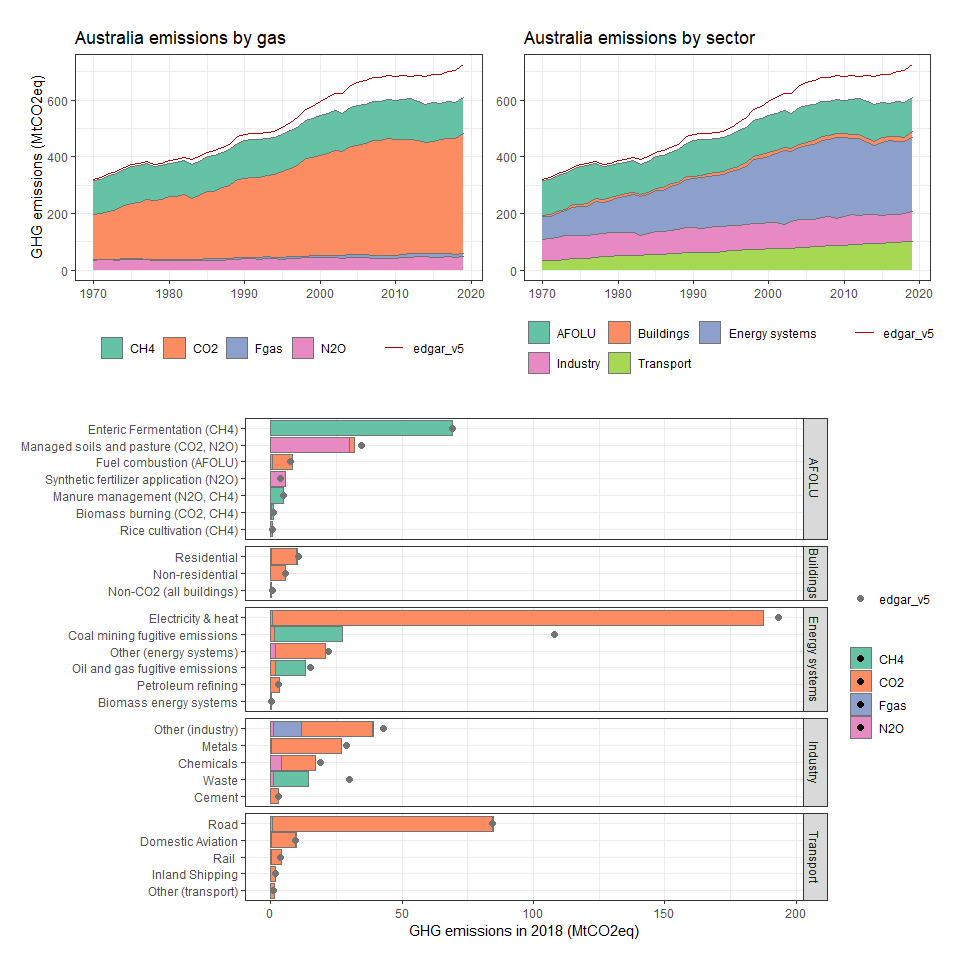 Australia emissions by gas
GHG emissions (MtCO2eq)
600
400
200
0
1970
1980
1990
2000
2010
2020
CH4
CO2
Fgas
N2O
edgar_v5
Australia emissions by sector
600
400
200
0
1970
1980
1990
2000
2010
2020
AFOLU
Buildings
Energy systems
edgar_v5
Industry
Transport
Enteric Fermentation (CH4)
Managed soils and pasture (CO2, N2O)
Fuel combustion (AFOLU)
Synthetic fertilizer application (N2O)
Manure management (N2O, CH4)
Biomass burning (CO2, CH4)
Rice cultivation (CH4)
AFOLU
Residential
Non-residential
Non-CO2 (all buildings)
Buildings
Electricity & heat
Coal mining fugitive emissions
Other (energy systems)
Oil and gas fugitive emissions
Petroleum refining
Biomass energy systems
Energy systems
Other (industry)
Metals
Chemicals
Waste
Cement
Industry
Road
Domestic Aviation
Rail
Inland Shipping
Other (transport)
Transport
0
50
100
150
200
GHG emissions in 2018 (MtCO2eq)
edgar_v5
CH4
CO2
Fgas
N2O